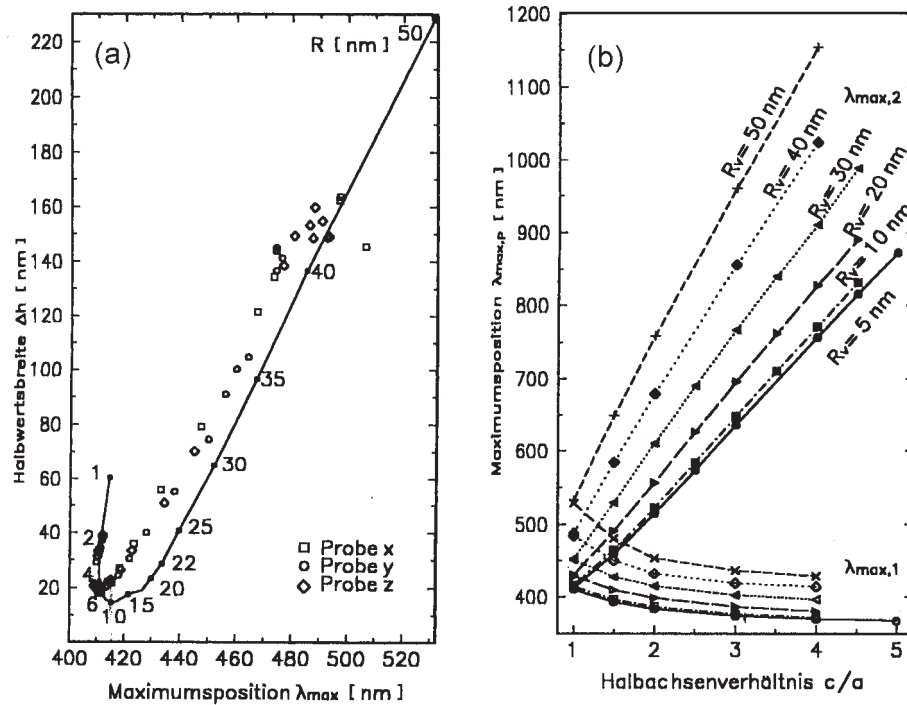 (a)
R [ nm ]
50
220
200
180
160
140
120
100
80
60
40
20
0
Halbwertsbreite Δh [ nm ]
1
2
4
6
10
15
20
22
25
30
35
40
□ Probe x
○ Probe y
◇ Probe z
400 420 440 460 480 500 520
Maximumsposition λmax [ nm ]
(b)
1200
1100
1000
900
800
700
600
500
400
Maximumsposition λmax,p [ nm ]
λmax,2
Rv= 50 nm
Rv= 40 nm
Rv= 30 nm
Rv= 20 nm
Rv= 10 nm
Rv= 5 nm
λmax,1
1 2 3 4 5
Halbachsenverhältnis c/a